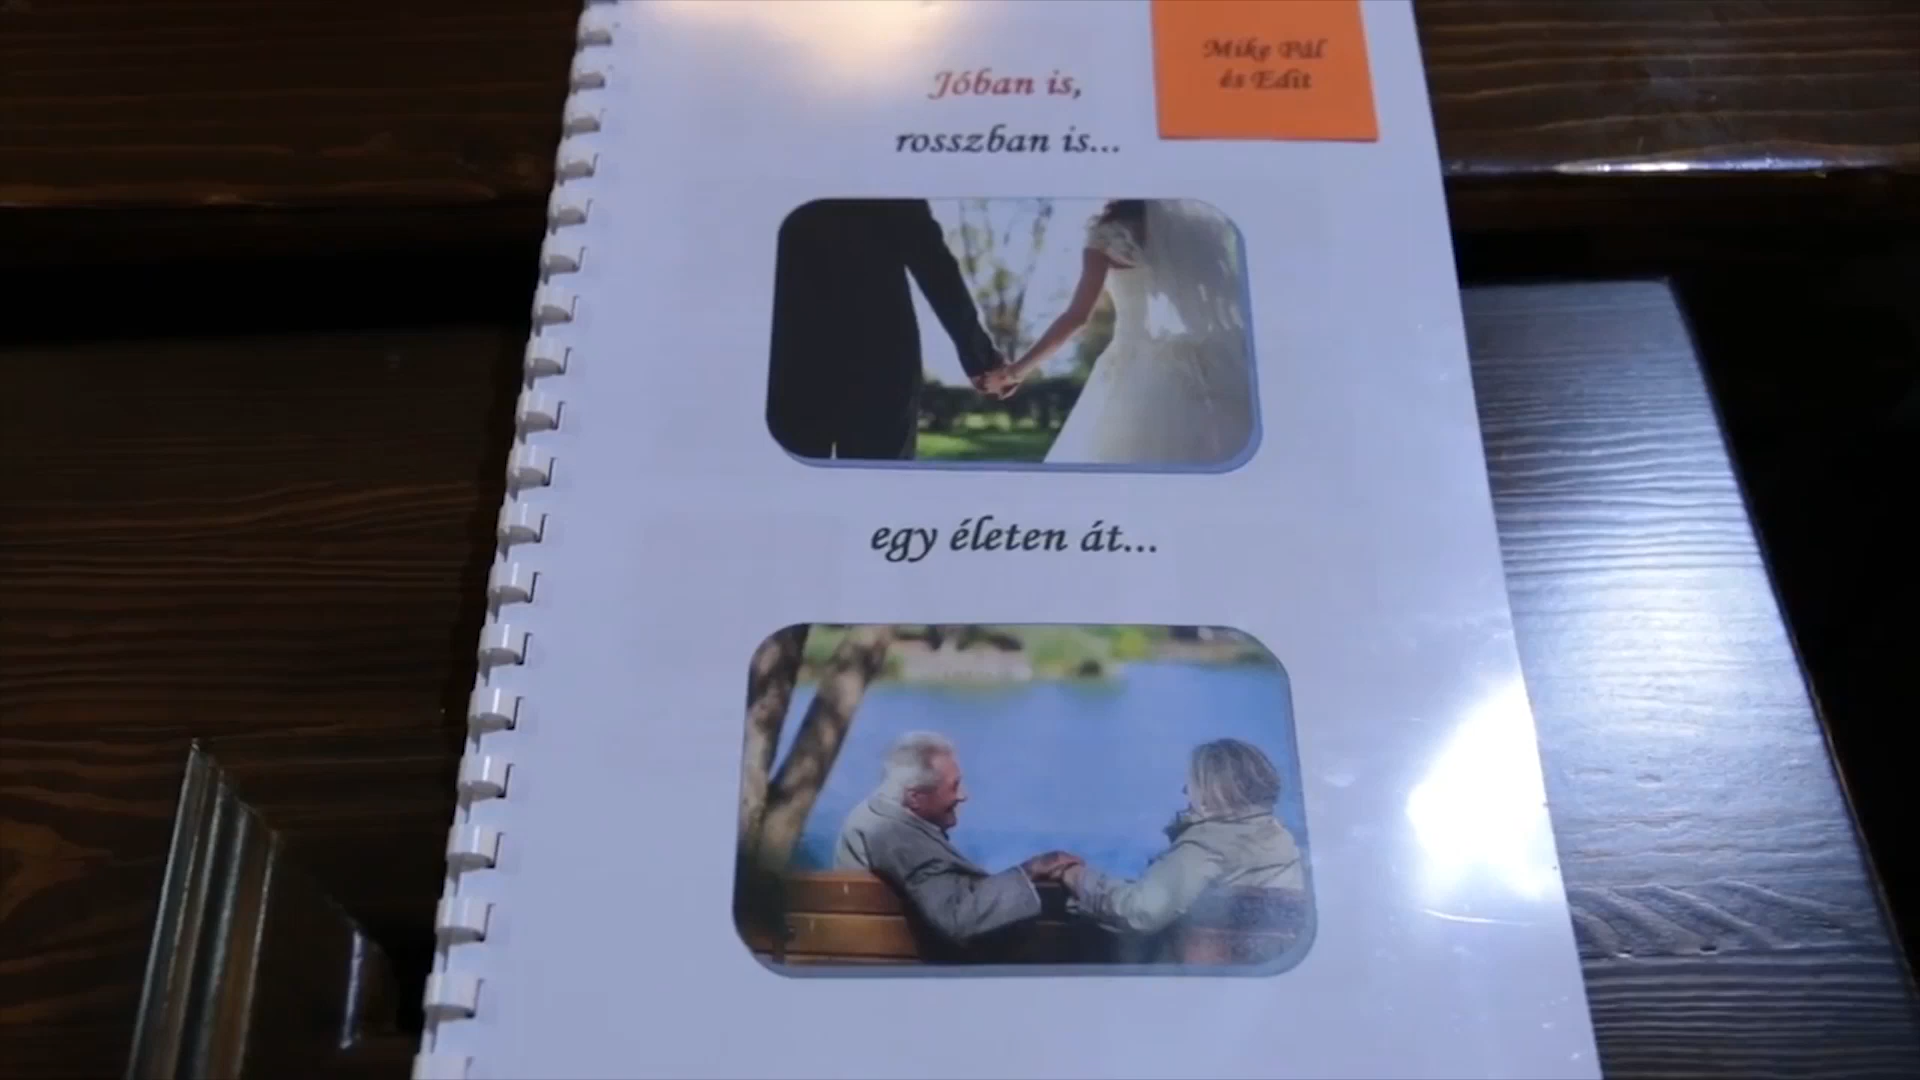 Mike Pál
és Edit
Jóban is,
rosszban is...
egy életen át...